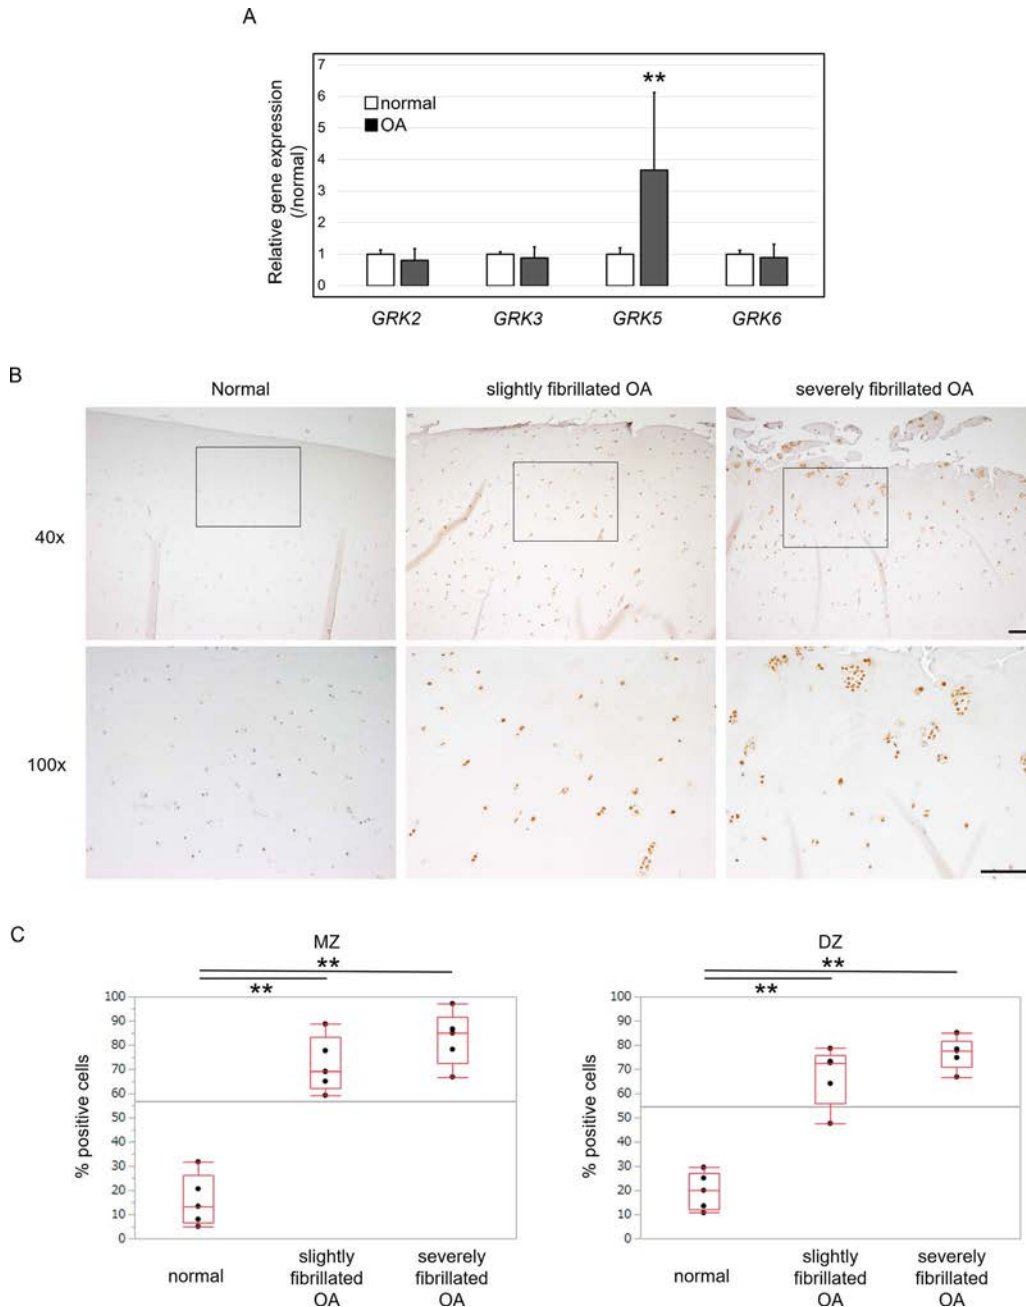 A
Relative gene expression
(/normal)
7
6
5
4
3
2
1
0
normal
OA
**
GRK2 GRK3 GRK5 GRK6
B
Normal slightly fibrillated OA severely fibrillated OA
40x
100x
C
MZ
**
**
% positive cells
100
90
80
70
60
50
40
30
20
10
0
normal
slightly
fibrillated
OA
severely
fibrillated
OA
DZ
**
**
% positive cells
100
90
80
70
60
50
40
30
20
10
0
normal
slightly
fibrillated
OA
severely
fibrillated
OA